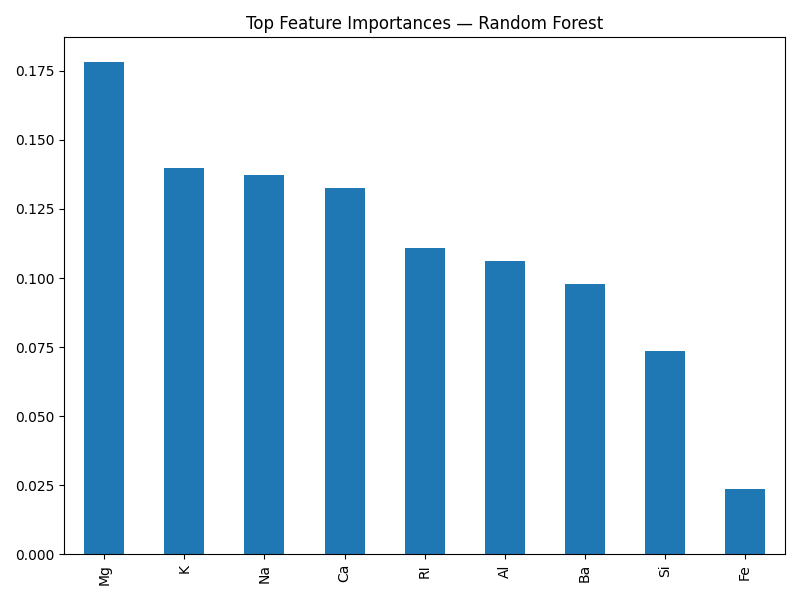 Top Feature Importances — Random Forest
0.175
0.150
0.125
0.100
0.075
0.050
0.025
0.000
Mg
K
Na
Ca
RI
Al
Ba
Si
Fe